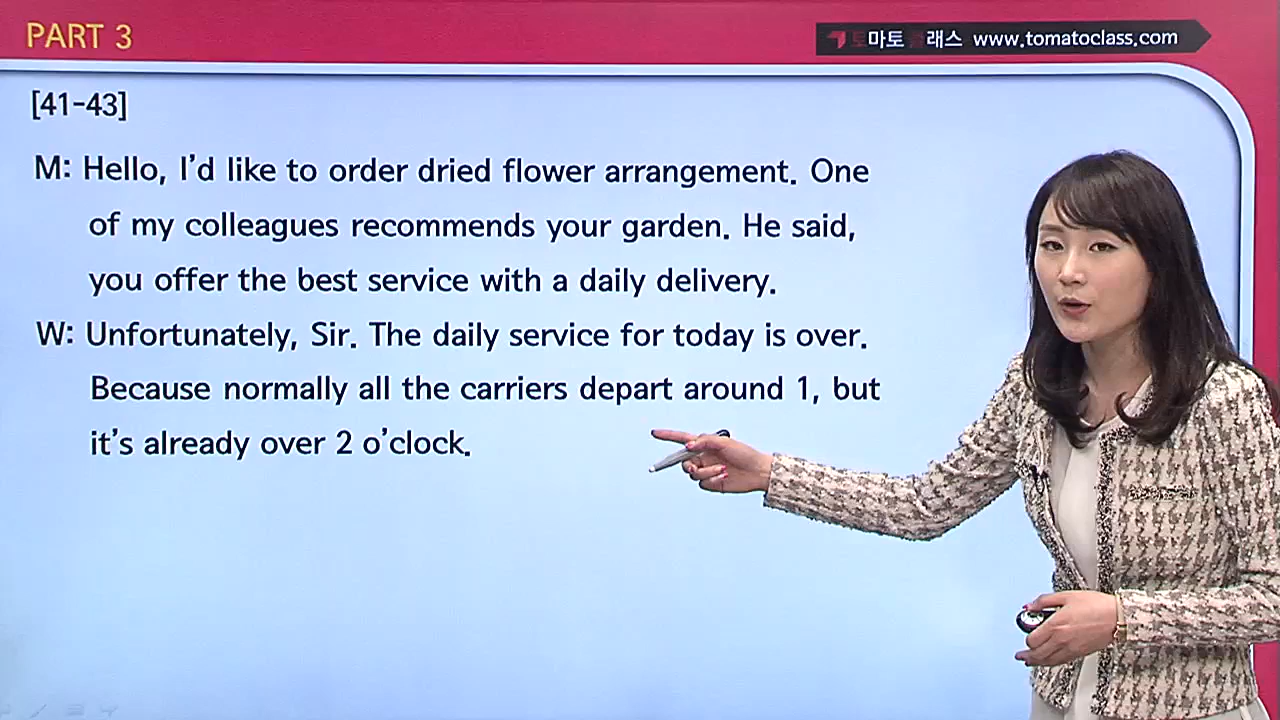 PART 3
토마토클래스 www.tomatoclass.com
[41-43]
M: Hello, I'd like to order dried flower arrangement. One
of my colleagues recommends your garden. He said,
you offer the best service with a daily delivery.
W: Unfortunately, Sir. The daily service for today is over.
Because normally all the carriers depart around 1, but
it's already over 2 o'clock.